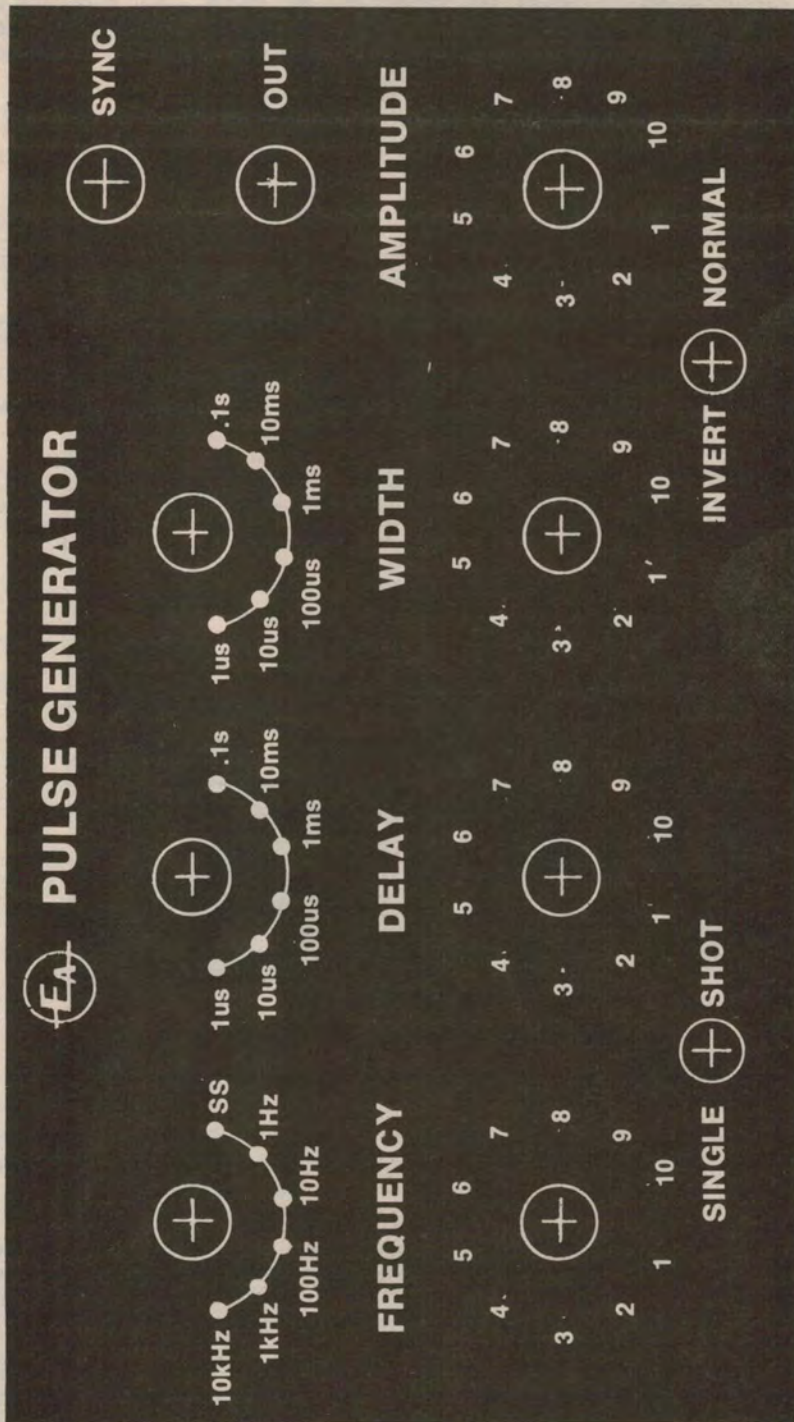 EA PULSE GENERATOR
SYNC
OUT
10kHz 1kHz 100Hz 10Hz 1Hz SS
1us 10us 100us 1ms 10ms .1s
1us 10us 100us 1ms 10ms .1s
FREQUENCY DELAY WIDTH AMPLITUDE
1 2 3 4 5 6 7 8 9 10
1 2 3 4 5 6 7 8 9 10
1 2 3 4 5 6 7 8 9 10
1 2 3 4 5 6 7 8 9 10
SINGLE SHOT
INVERT NORMAL